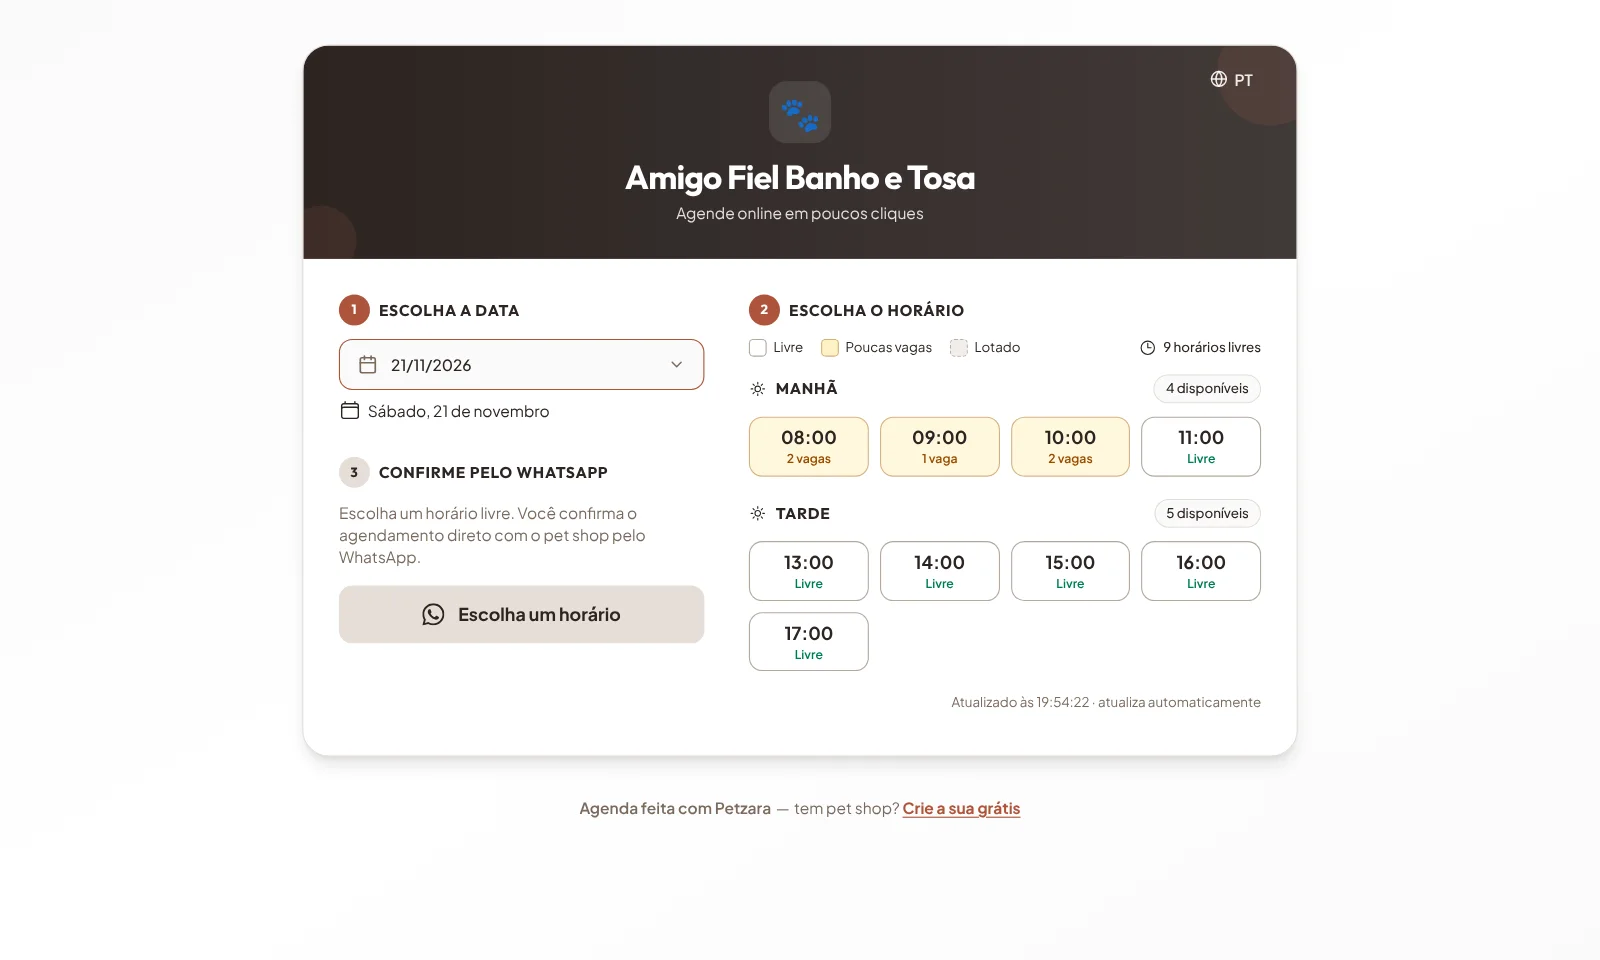 PT
Amigo Fiel Banho e Tosa
Agende online em poucos cliques
1 ESCOLHA A DATA
21/11/2026
Sábado, 21 de novembro
3 CONFIRME PELO WHATSAPP
Escolha um horário livre. Você confirma o
agendamento direto com o pet shop pelo
WhatsApp.
Escolha um horário
2 ESCOLHA O HORÁRIO
Livre Poucas vagas Lotado 9 horários livres
MANHÃ 4 disponíveis
08:00 09:00 10:00 11:00
2 vagas 1 vaga 2 vagas Livre
TARDE 5 disponíveis
13:00 14:00 15:00 16:00
Livre Livre Livre Livre
17:00
Livre
Atualizado às 19:54:22 · atualiza automaticamente
Agenda feita com Petzara — tem pet shop? Crie a sua grátis